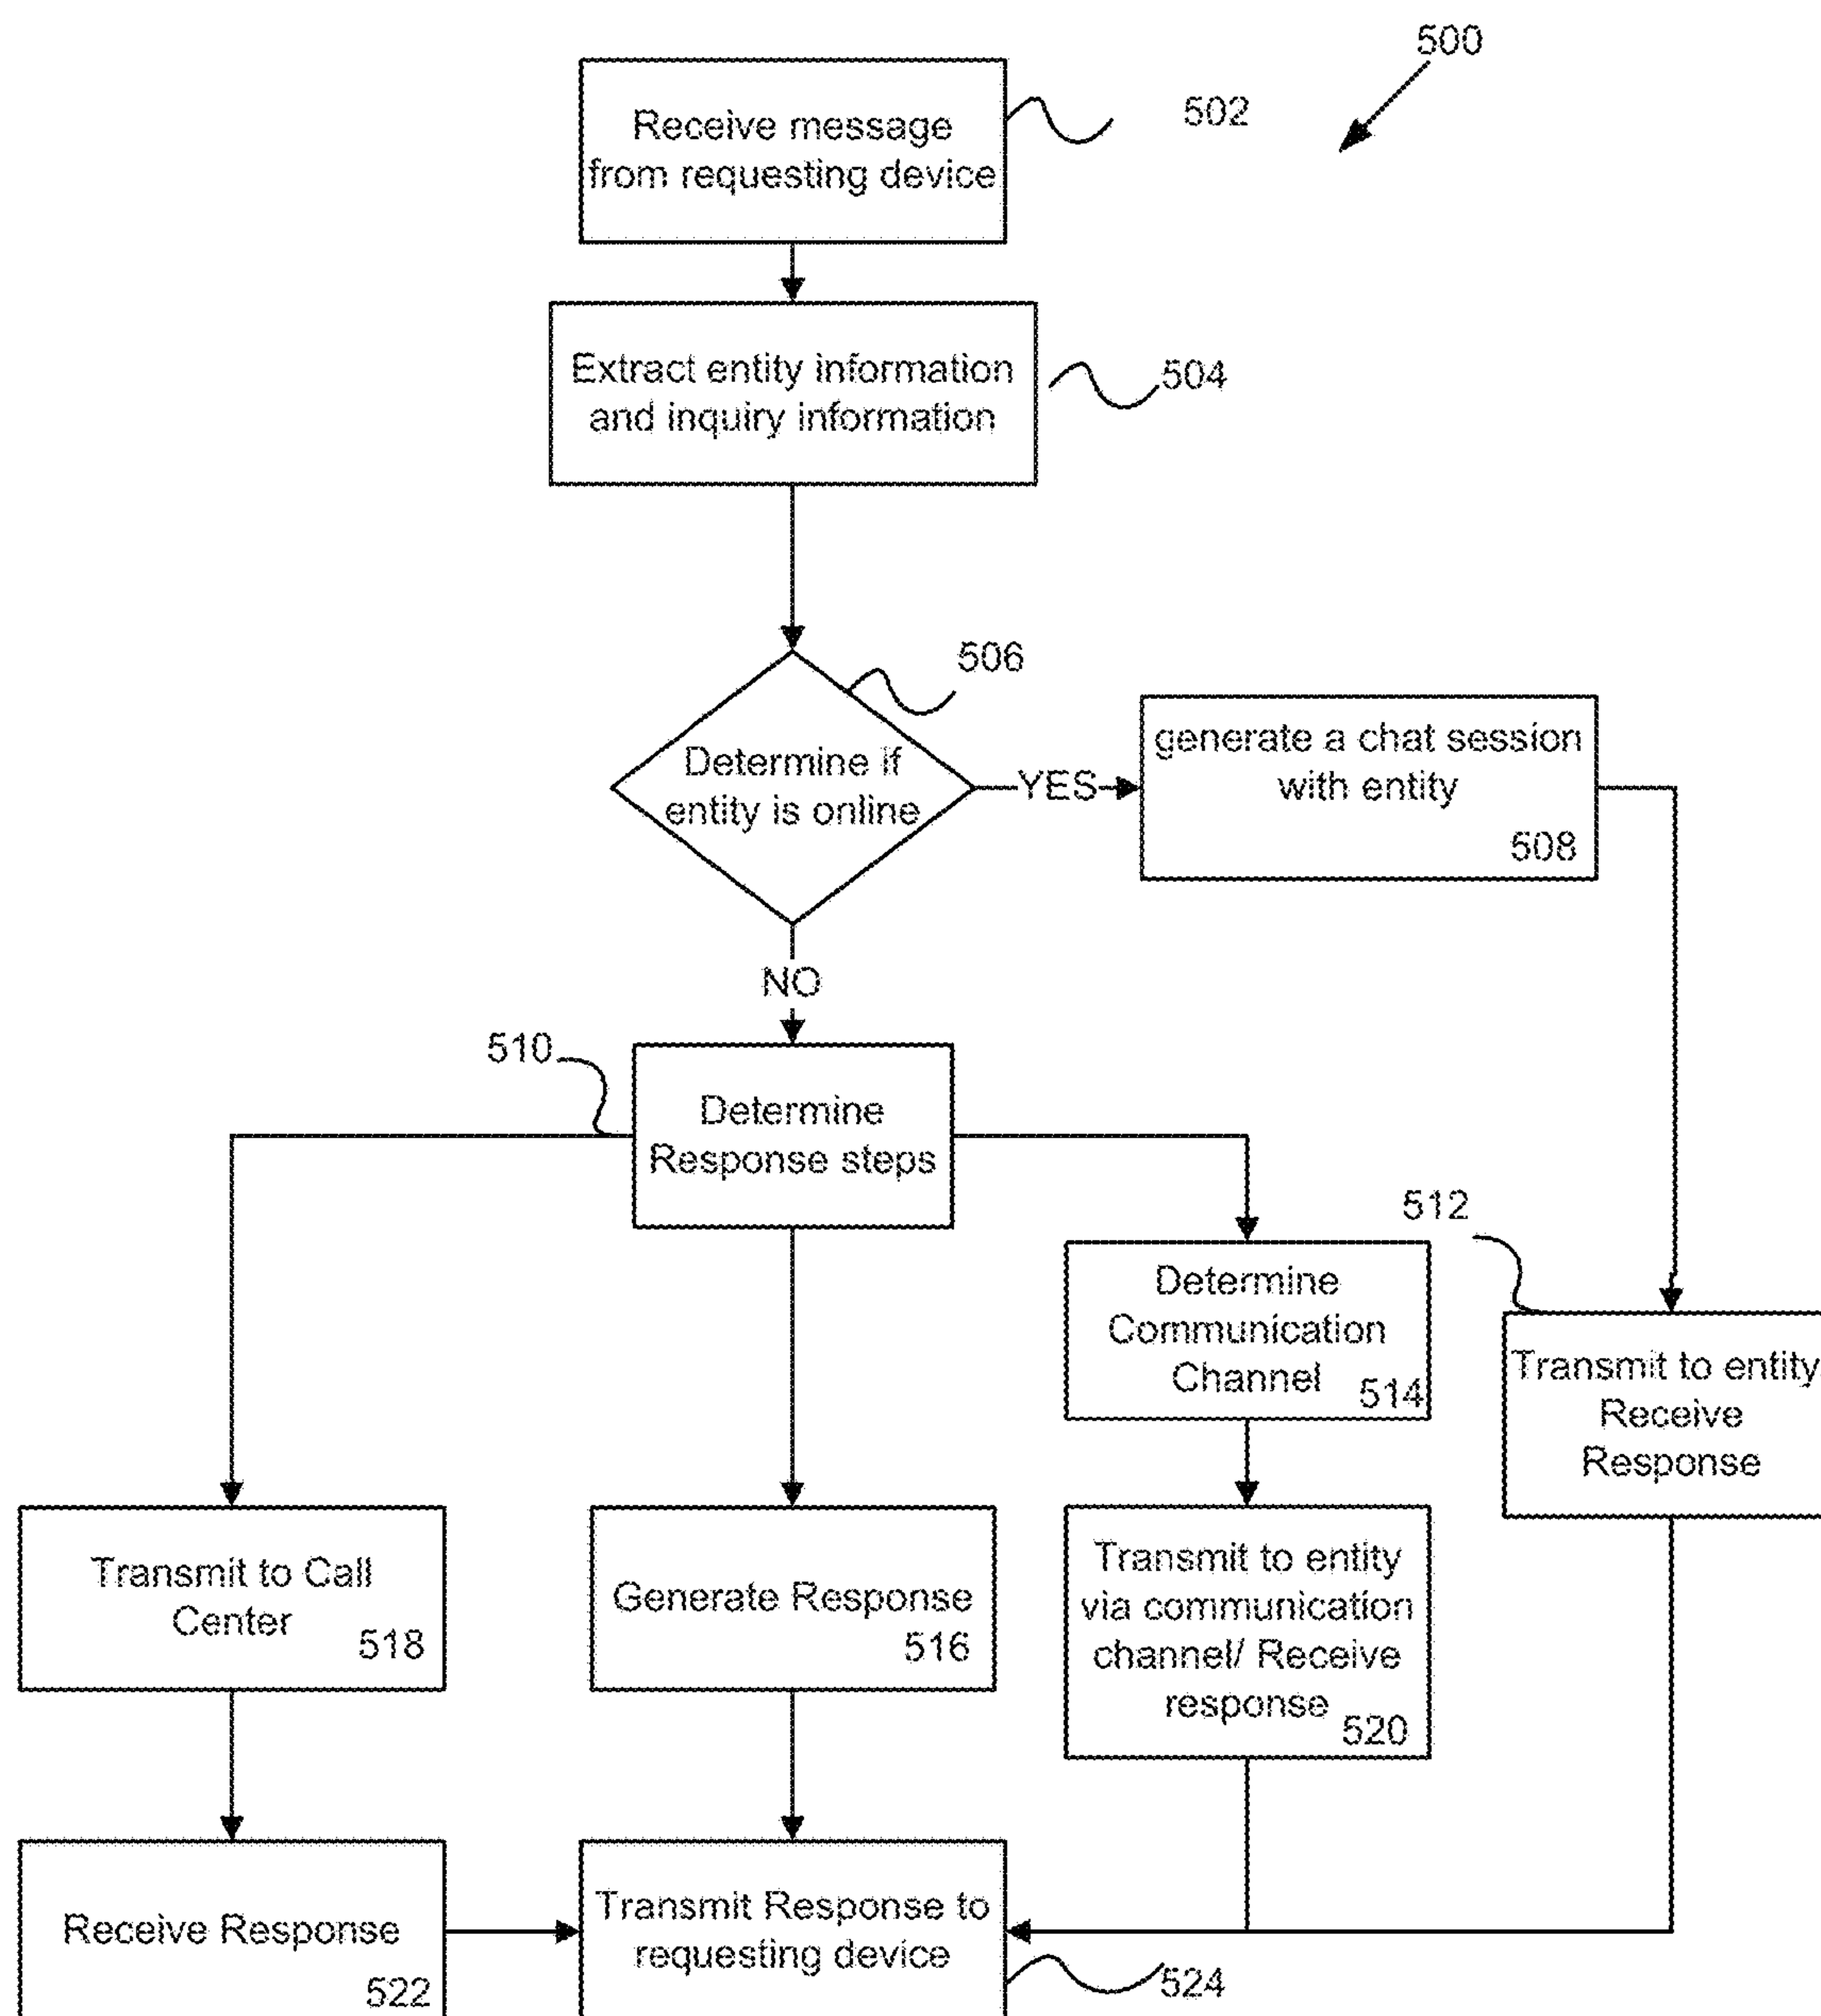 500
Receive message
from requesting device
502
Extract entity information
and inquiry information
504
506
Determine if
entity is online
YES
generate a chat session
with entity
508
NO
510
Determine
Response steps
512
Determine
Communication
Channel
514
Transmit to entity
Receive
Response
Transmit to Call
Center
518
Generate Response
516
Transmit to entity
via communication
channel/ Receive
response
520
Receive Response
522
Transmit Response to
requesting device
524